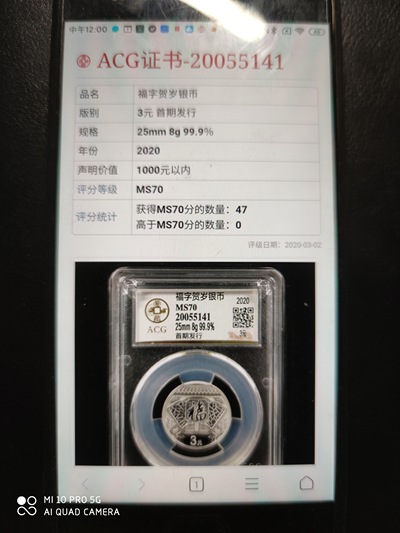 中午12:00
ACG证书-20055141
品名 福字贺岁银币
版别 3元 首期发行
规格 25mm 8g 99.9%
年份 2020
声明价值 1000元以内
评分等级 MS70
评分统计 获得MS70分的数量：47
高于MS70分的数量：0
评级日期：2020-03-02
福字贺岁银币 2020
MS70
20055141
ACG 25mm 8g 99.9%
首期发行 3元
福
3元
1
MI 10 PRO 5G
AI QUAD CAMERA